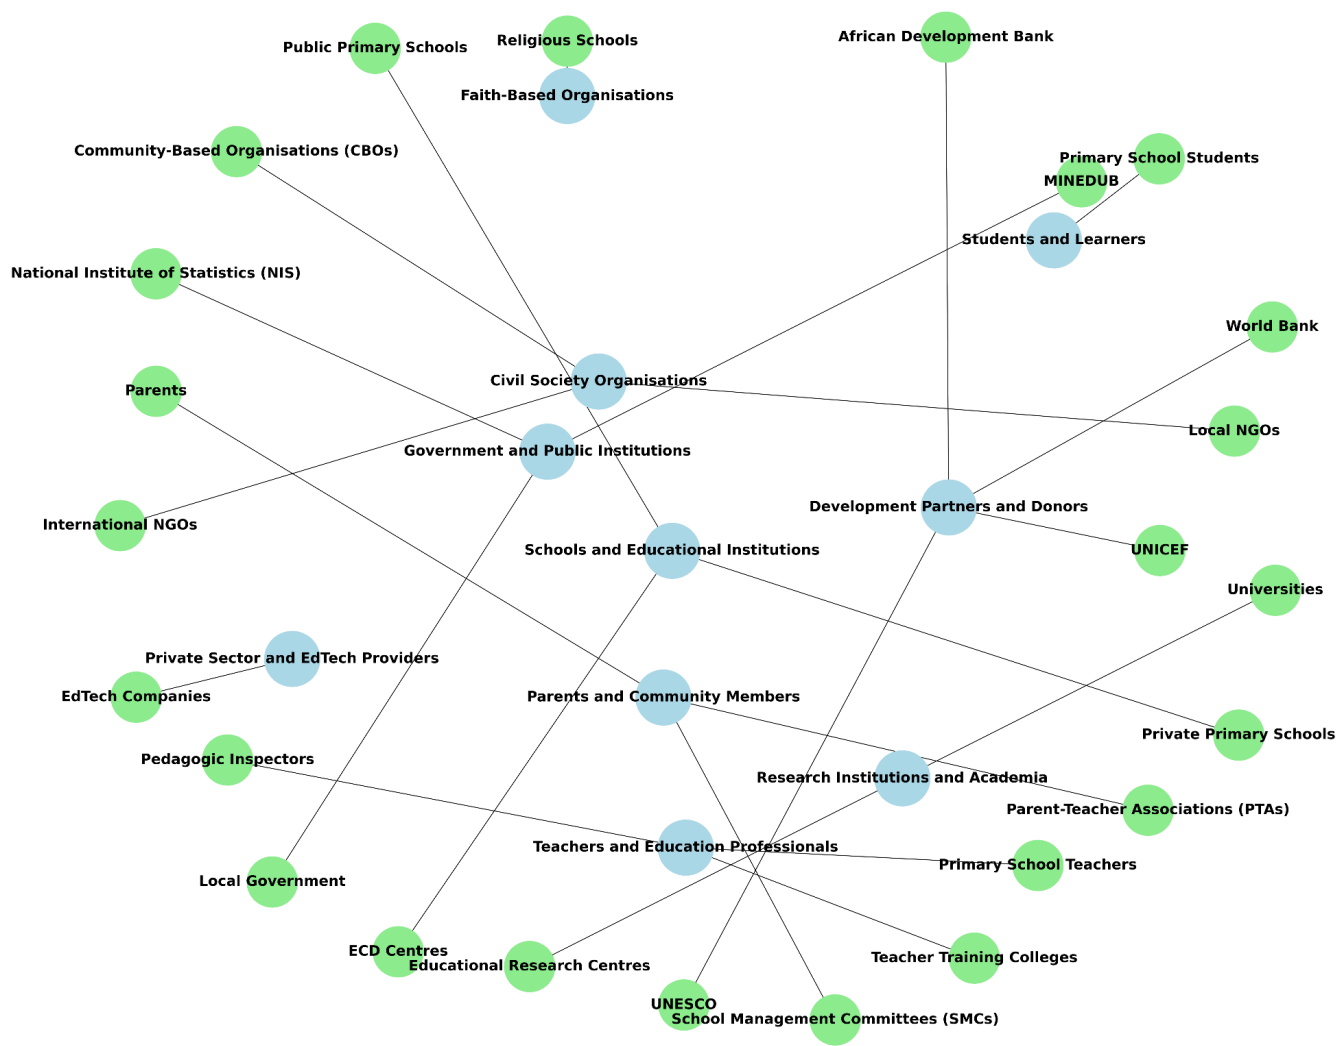 African Development Bank
Religious Schools
Public Primary Schools
Faith-Based Organisations
Community-Based Organisations (CBOs)
Primary School Students
MINEDUB
Students and Learners
National Institute of Statistics (NIS)
World Bank
Civil Society Organisations
Parents
Local NGOs
Government and Public Institutions
Development Partners and Donors
International NGOs
Schools and Educational Institutions
UNICEF
Universities
Private Sector and EdTech Providers
EdTech Companies
Parents and Community Members
Private Primary Schools
Pedagogic Inspectors
Research Institutions and Academia
Parent-Teacher Associations (PTAs)
Teachers and Education Professionals
Primary School Teachers
Local Government
ECD Centres
Teacher Training Colleges
Educational Research Centres
UNESCO
School Management Committees (SMCs)